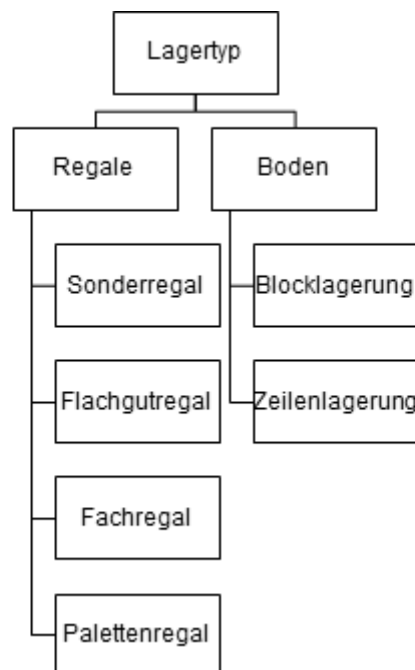 Lagertyp
Regale
Boden
Sonderregal
Blocklagerung
Flachgutregal
Zeilenlagerung
Fachregal
Palettenregal